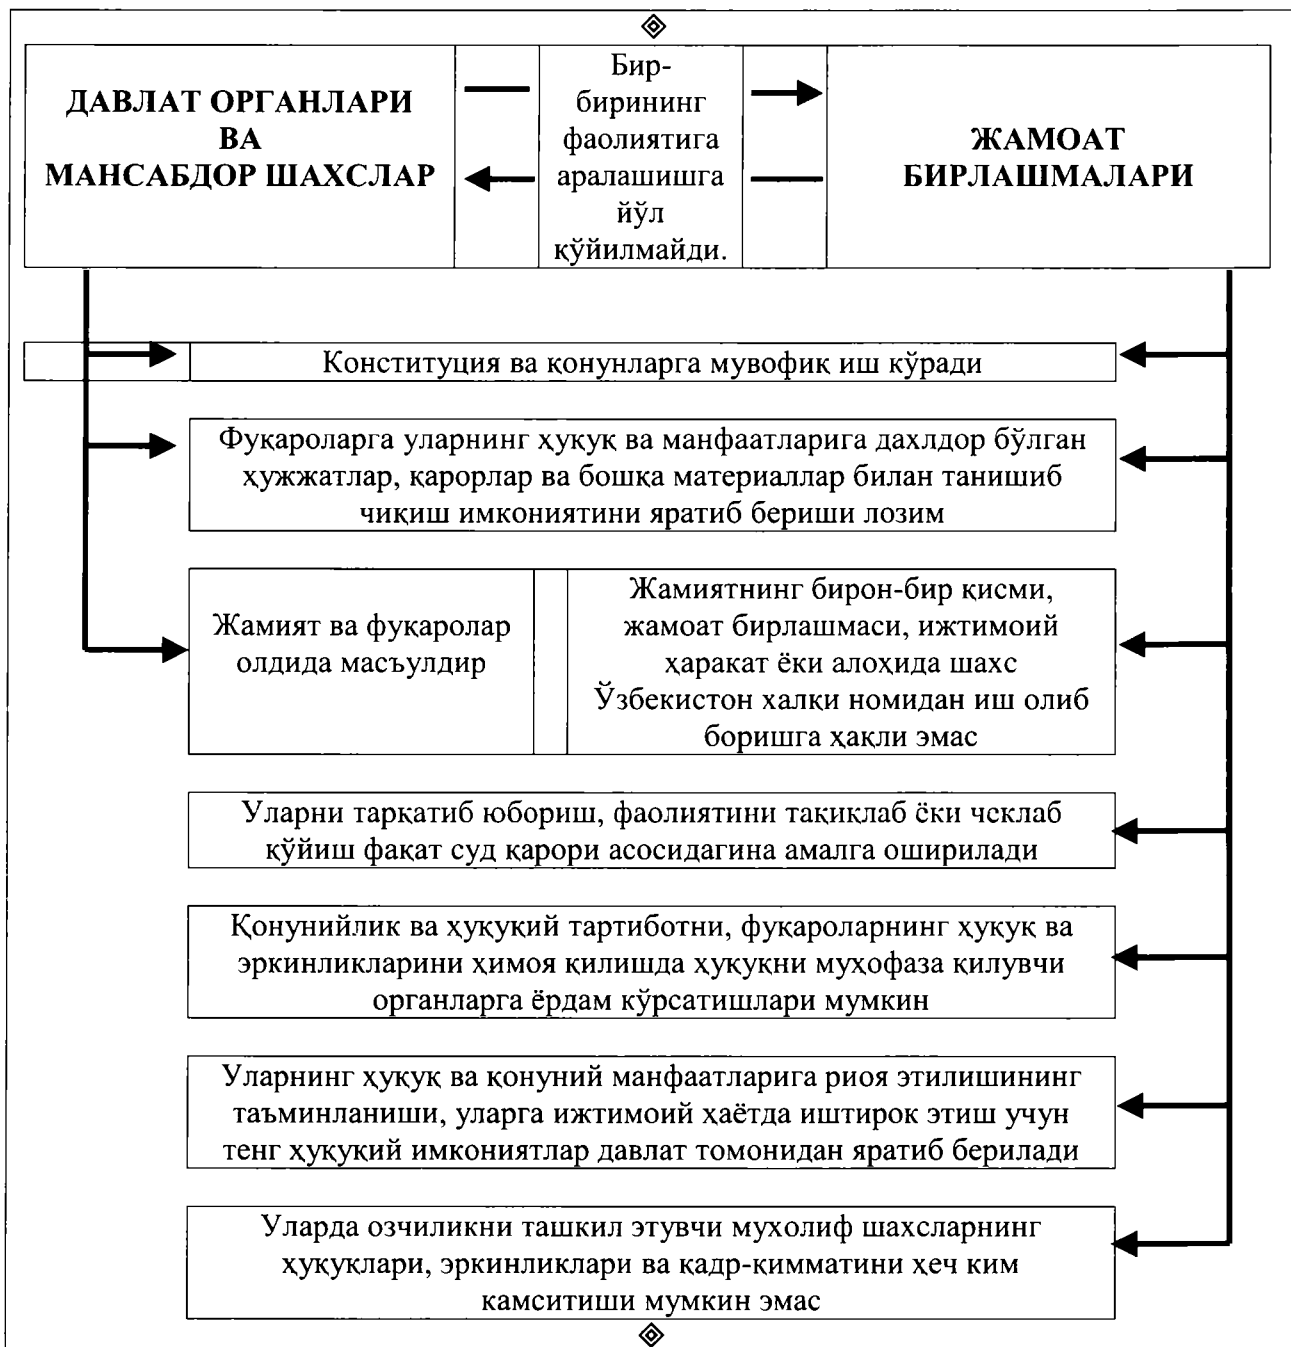 ДАВЛАТ ОРГАНЛАРИ
ВА
МАНСАБДОР ШАХСЛАР
Бир-
бирининг
фаолиятига
аралашишга
йўл
қўйилмайди.
ЖАМОАТ
БИРЛАШМАЛАРИ
Конституция ва қонунларга мувофиқ иш кўради
Фуқароларга уларнинг ҳуқуқ ва манфаатларига дахлдор бўлган
ҳужжатлар, қарорлар ва бошқа материаллар билан танишиб
чиқиш имкониятини яратиб бериши лозим
Жамият ва фуқаролар
олдида масъулдир
Жамиятнинг бирон-бир қисми,
жамоат бирлашмаси, ижтимоий
ҳаракат ёки алоҳида шахс
Ўзбекистон халқи номидан иш олиб
боришга ҳақли эмас
Уларни тарқатиб юбориш, фаолиятини тақиқлаб ёки чеклаб
қўйиш фақат суд қарори асосидагина амалга оширилади
Қонунийлик ва ҳуқуқий тартиботни, фуқароларнинг ҳуқуқ ва
эркинликларини ҳимоя қилишда ҳуқуқни муҳофаза қилувчи
органларга ёрдам кўрсатишлари мумкин
Уларнинг ҳуқуқ ва қонуний манфаатларига риоя этилишининг
таъминланиши, уларга ижтимоий ҳаётда иштирок этиш учун
тенг ҳуқуқий имкониятлар давлат томонидан яратиб берилади
Уларда озчиликни ташкил этувчи мухолиф шахсларнинг
ҳуқуқлари, эркинликлари ва қадр-қимматини ҳеч ким
камситиши мумкин эмас